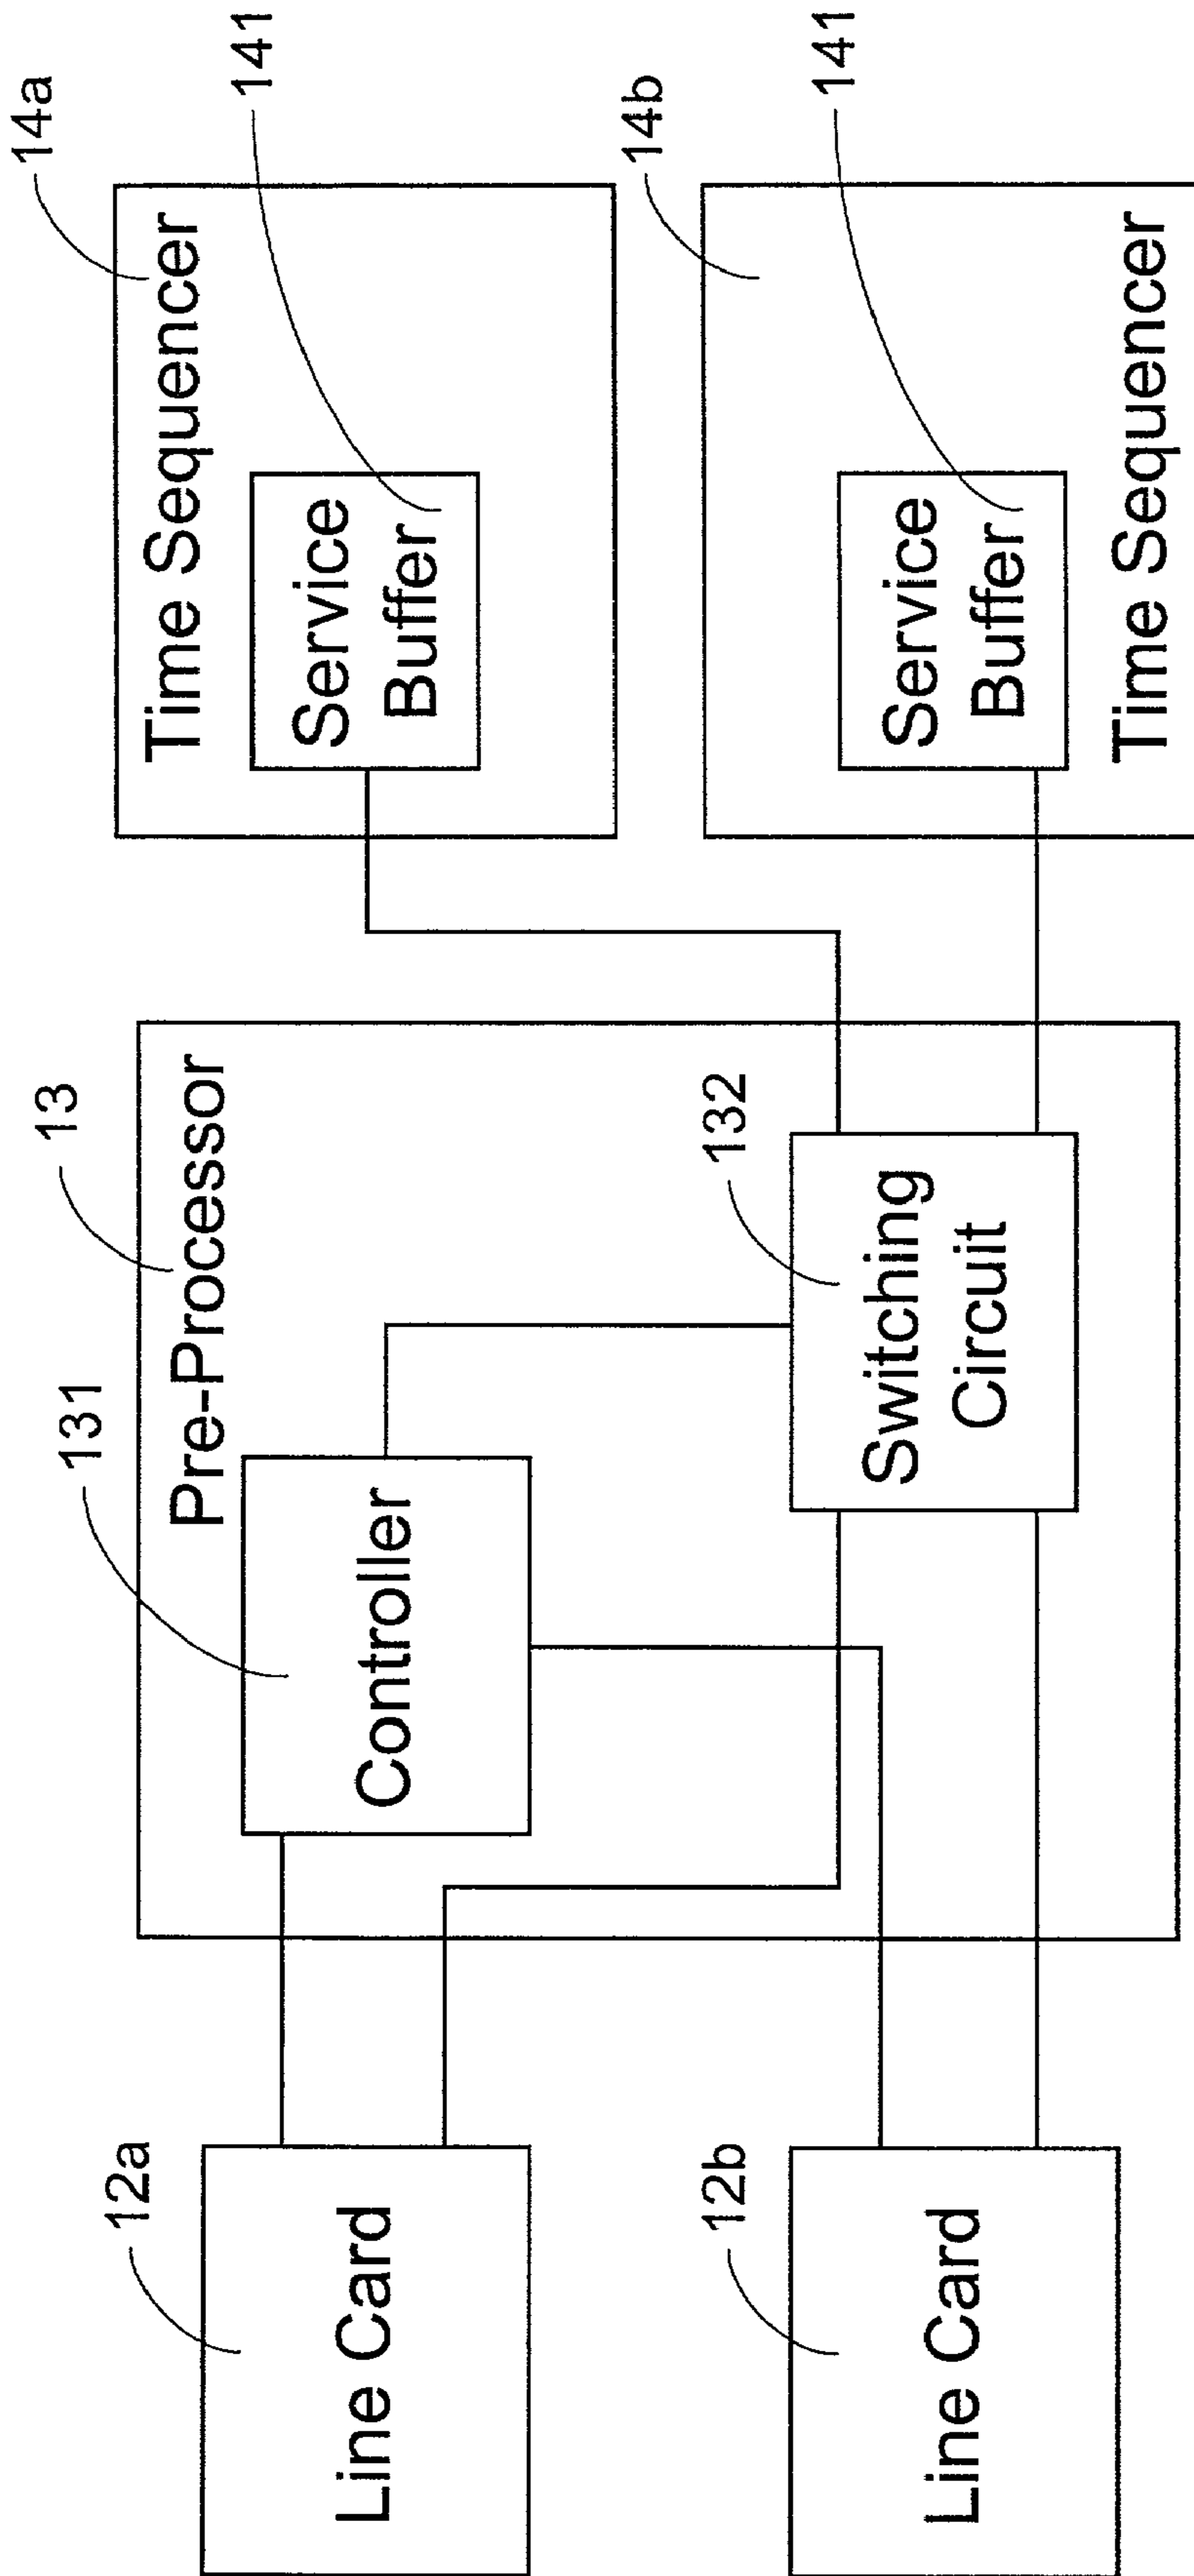 12a
Line Card
12b
Line Card
13
Pre-Processor
131
Controller
132
Switching
Circuit
14a
Time Sequencer
141
Service
Buffer
14b
141
Service
Buffer
Time Sequencer